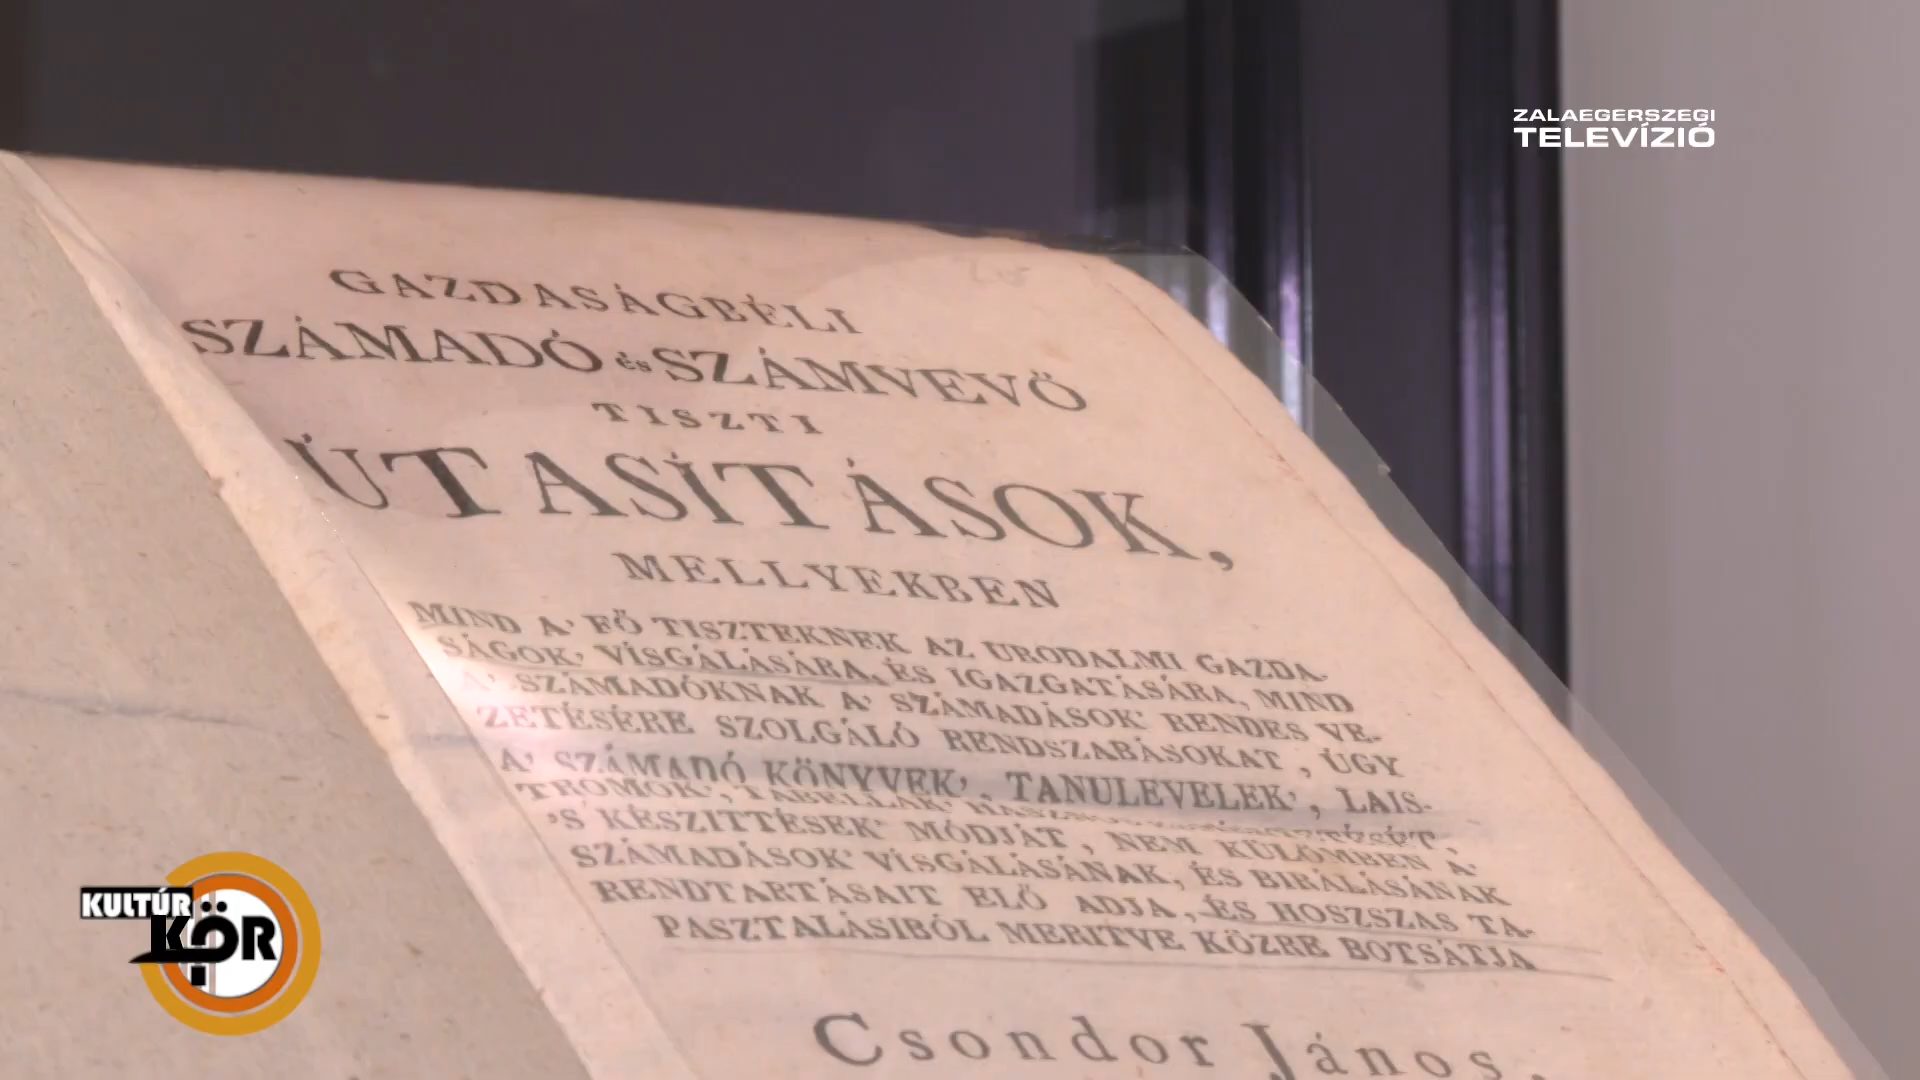 ZALAEGERSZEGI
TELEVÍZIÓ
GAZDASÁGBÉLI
SZÁMADÓ és SZÁMVEVŐ
TISZTI
ÚTASÍTÁSOK,
MELLYEKBEN
MIND A' FŐ TISZTEKNEK AZ URODALMI GAZDA-
SÁGOK' VISGÁLÁSÁRA, ÉS IGAZGATÁSÁRA, MIND
A' SZÁMADÓKNAK A' SZÁMADÁSOK' RENDES VE-
ZETÉSÉRE SZOLGÁLÓ RENDSZABÁSOKAT, ÚGY
A' SZÁMADÓ KÖNYVEK', TANULEVELEK', LAIS-
TROMOK', TABELLÁK'
'S KÉSZITTÉSEK' MÓDJÁT, NEM KÜLÖMBEN A'
SZÁMADÁSOK' VISGÁLÁSÁNAK, ÉS BIRÁLÁSÁNAK
RENDTARTÁSAIT ELŐ ADJA, ÉS HOSZSZAS TA-
PASZTALÁSIBÓL MERITVE KÖZRE BOTSÁTJA
Csondor János,
KULTÚR
KÖR